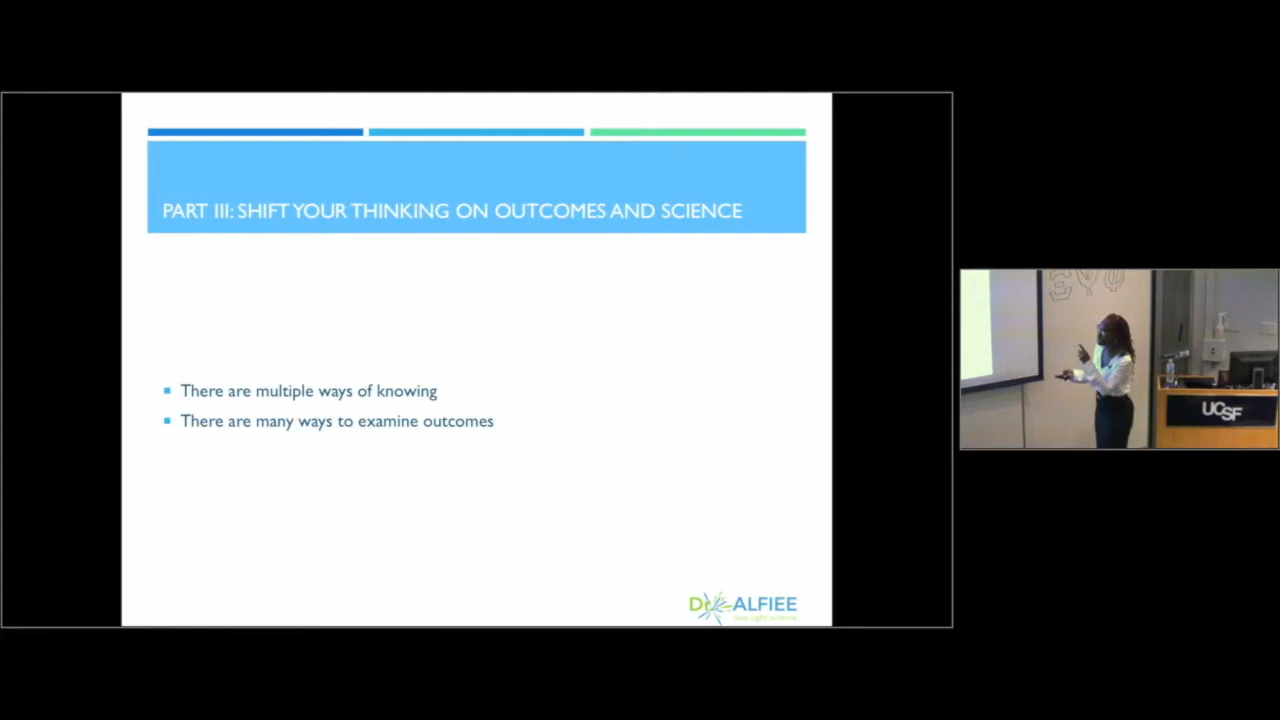 PART III: SHIFT YOUR THINKING ON OUTCOMES AND SCIENCE
There are multiple ways of knowing
There are many ways to examine outcomes
Dr. ALFIEE
UCSF